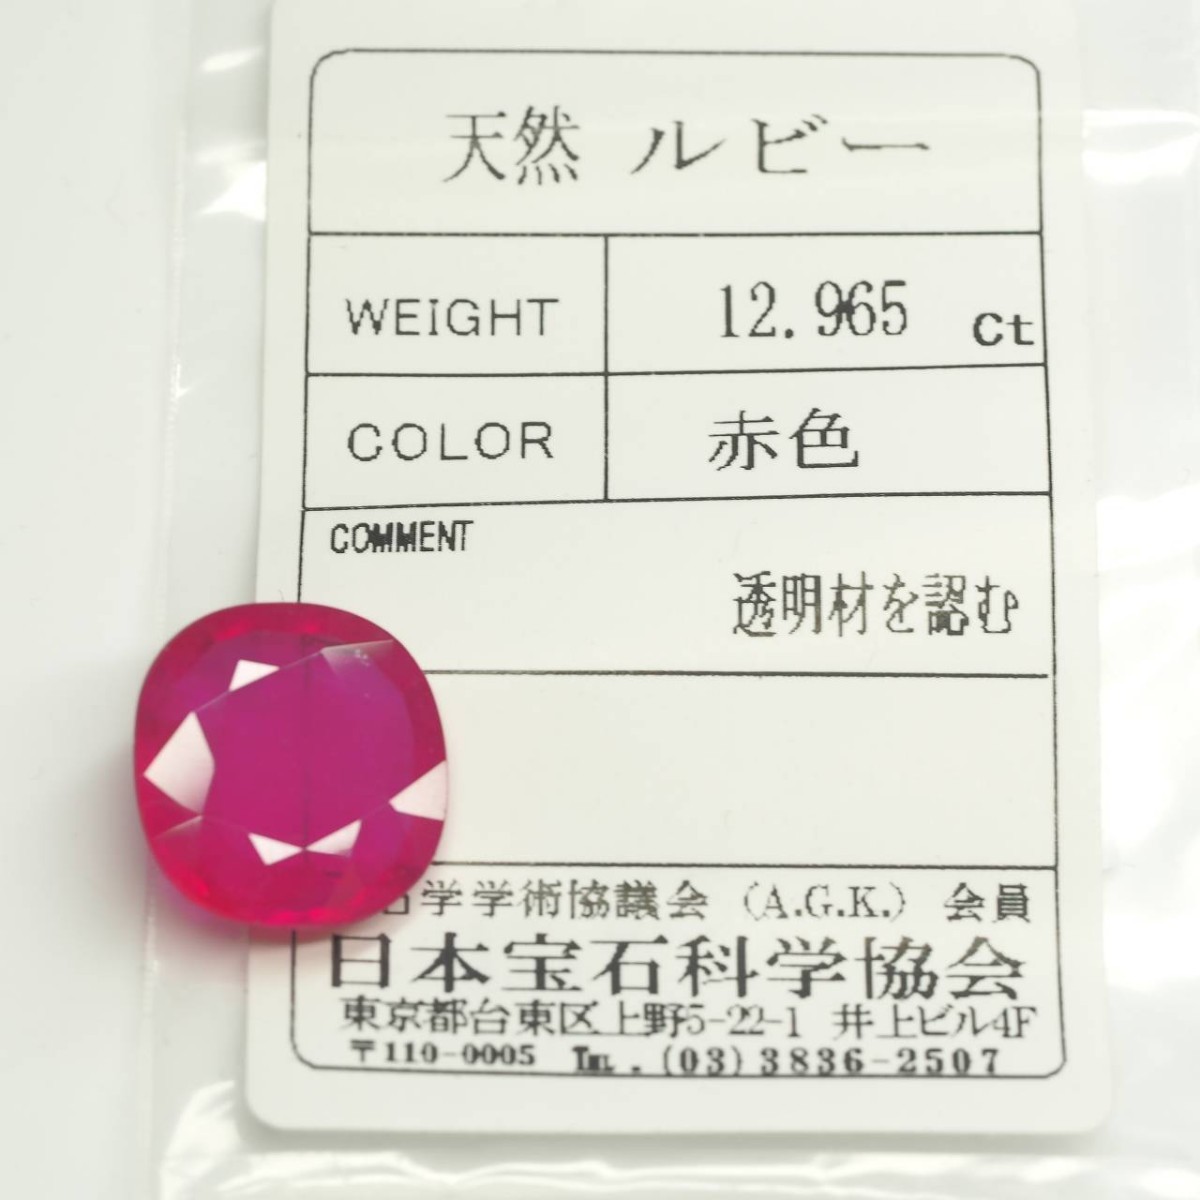 天然 ルビー
WEIGHT 12.965 Ct
COLOR 赤色
COMMENT
透明材を認む
学学術協議会 (A.G.K.) 会員
日本宝石科学協会
東京都台東区上野5-22-1 井上ビル4F
〒110-0005 TEL. (03) 3836-2507